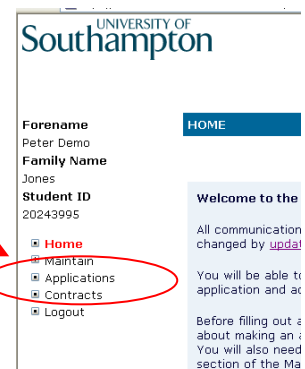 UNIVERSITY OF
Southampton
Forename
Peter Demo
Family Name
Jones
Student ID
20243995
Home
Maintain
Applications
Contracts
Logout
HOME
Welcome to the
All communication
changed by updat
You will be able to
application and ac
Before filling out a
about making an a
You will also need
section of the Ma